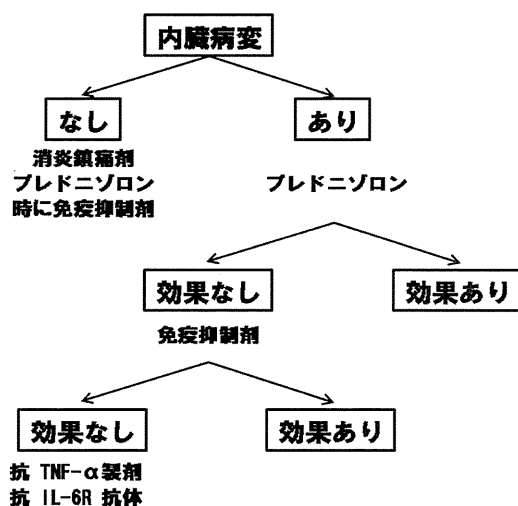 内臓病変
なし
あり
消炎鎮痛剤
プレドニゾロン
時に免疫抑制剤
プレドニゾロン
効果なし
効果あり
免疫抑制剤
効果なし
効果あり
抗 TNF-α製剤
抗 IL-6R 抗体